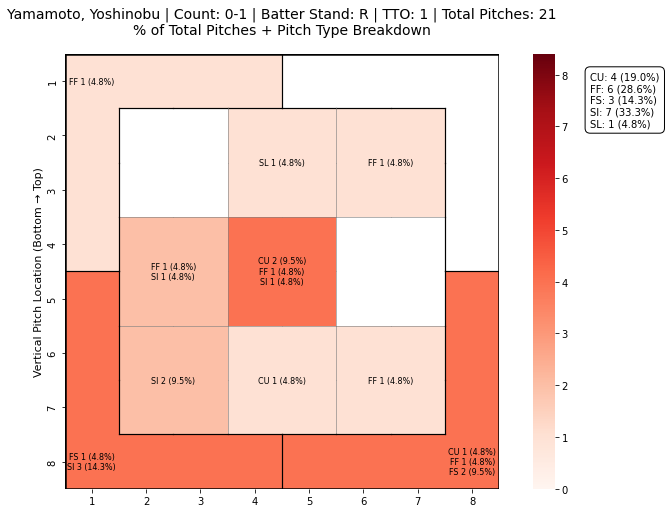 Yamamoto, Yoshinobu | Count: 0-1 | Batter Stand: R | TTO: 1 | Total Pitches: 21
% of Total Pitches + Pitch Type Breakdown
Vertical Pitch Location (Bottom → Top)
1
2
3
4
5
6
7
8
FF 1 (4.8%)
SL 1 (4.8%)
FF 1 (4.8%)
FF 1 (4.8%)
SI 1 (4.8%)
CU 2 (9.5%)
FF 1 (4.8%)
SI 1 (4.8%)
SI 2 (9.5%)
CU 1 (4.8%)
FF 1 (4.8%)
FS 1 (4.8%)
SI 3 (14.3%)
CU 1 (4.8%)
FF 1 (4.8%)
FS 2 (9.5%)
1
2
3
4
5
6
7
8
8
7
6
5
4
3
2
1
0
CU: 4 (19.0%)
FF: 6 (28.6%)
FS: 3 (14.3%)
SI: 7 (33.3%)
SL: 1 (4.8%)